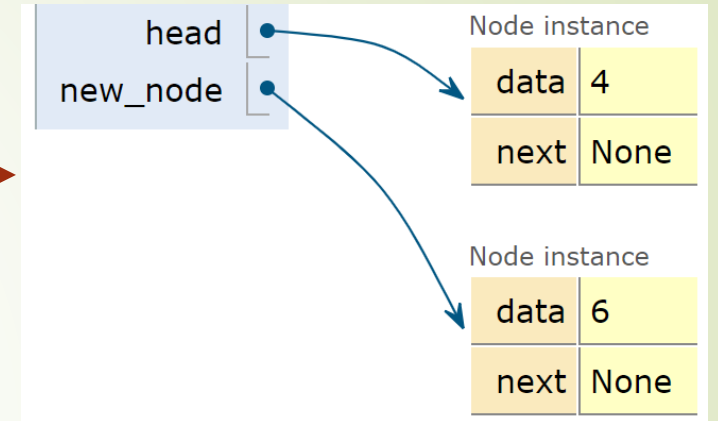 head
new_node
Node instance
data 4
next None
Node instance
data 6
next None